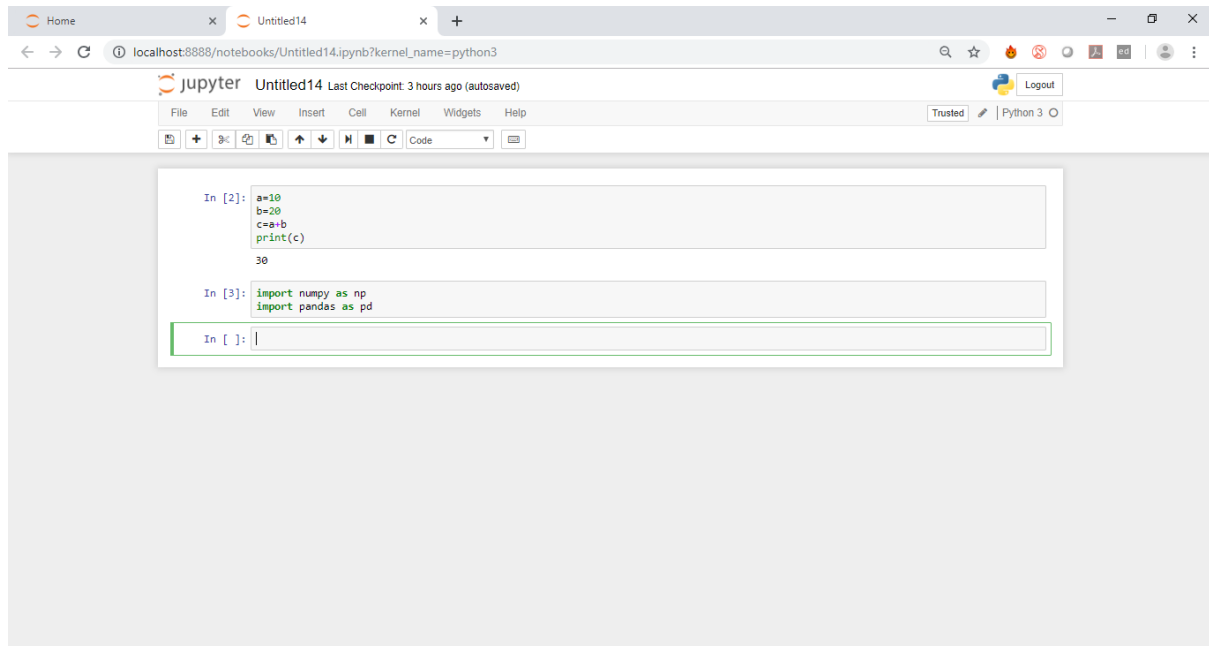 Home
Untitled14
localhost:8888/notebooks/Untitled14.ipynb?kernel_name=python3
ed
jupyter Untitled14 Last Checkpoint: 3 hours ago (autosaved)
Logout
File Edit View Insert Cell Kernel Widgets Help
Trusted Python 3
Code
In [2]: a=10
b=20
c=a+b
print(c)
30
In [3]: import numpy as np
import pandas as pd
In [ ]: